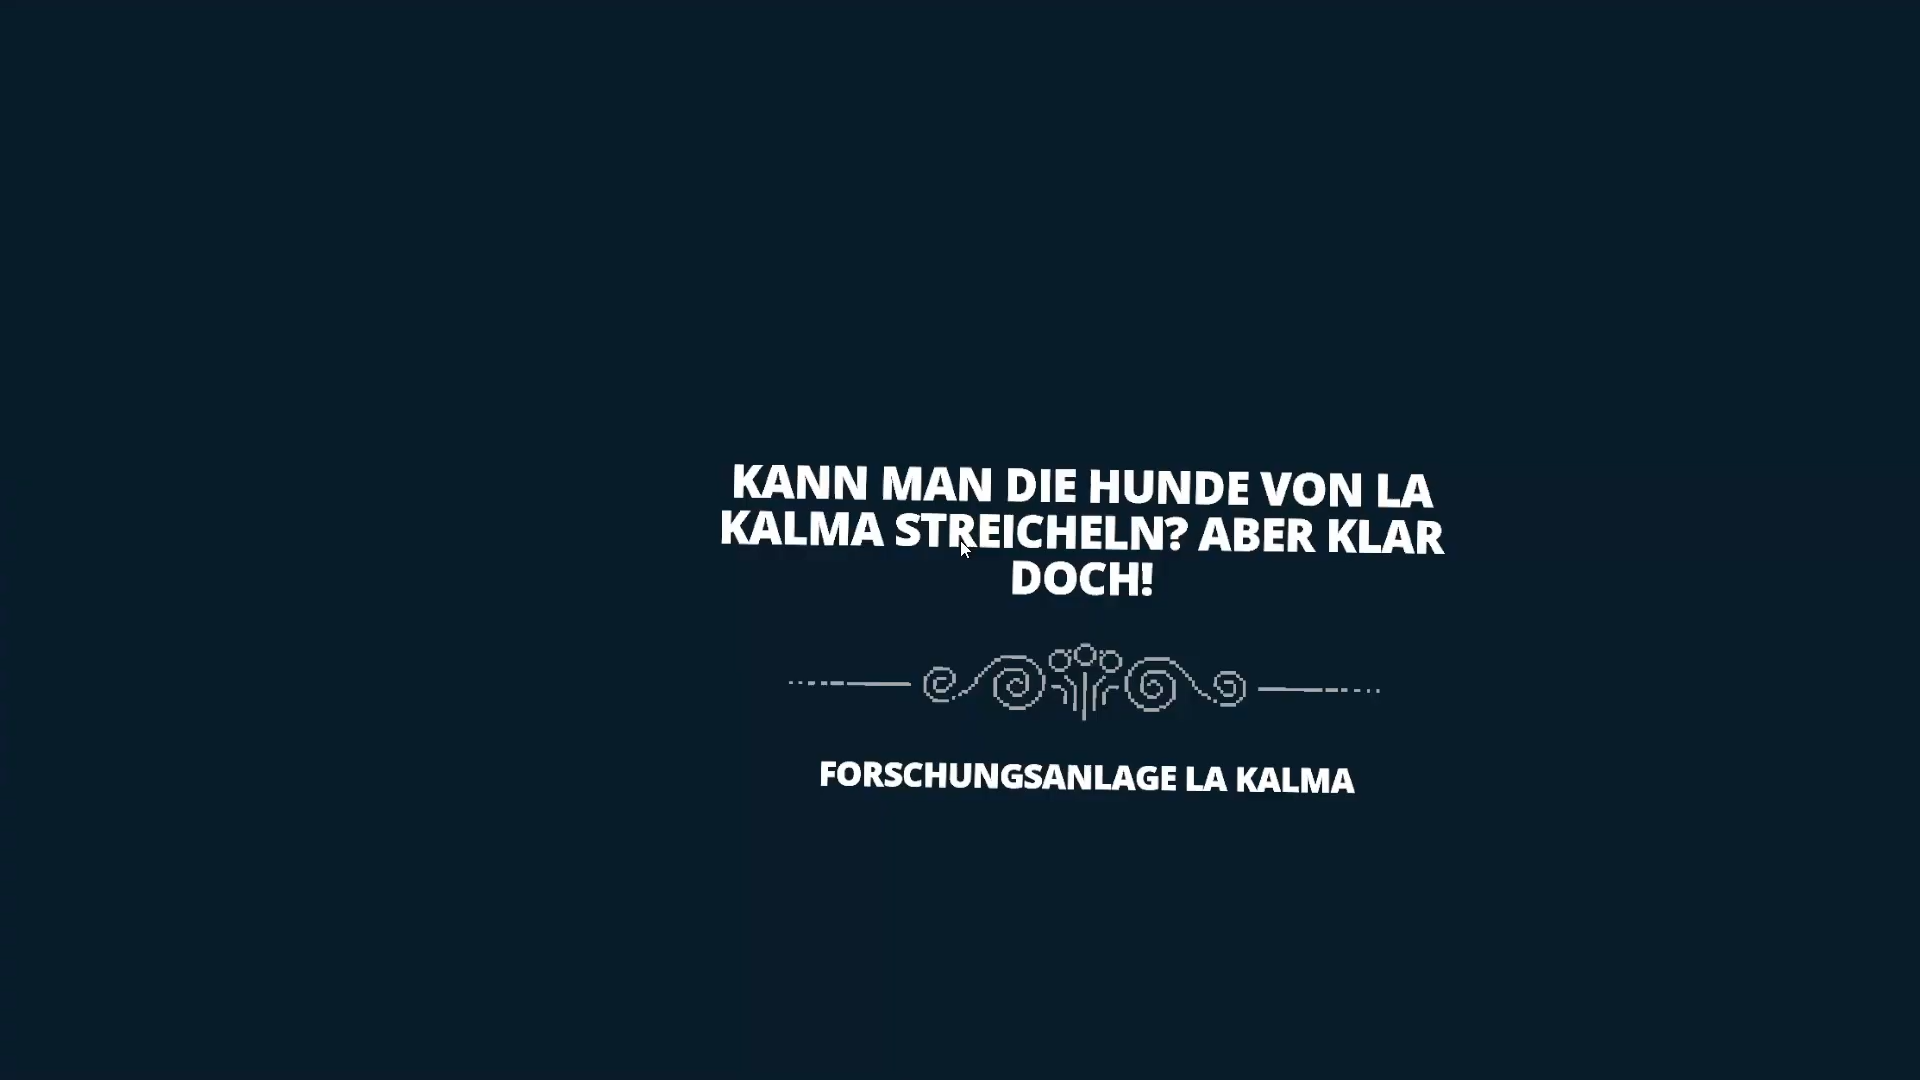 KANN MAN DIE HUNDE VON LA
KALMA STREICHELN? ABER KLAR
DOCH!
FORSCHUNGSANLAGE LA KALMA